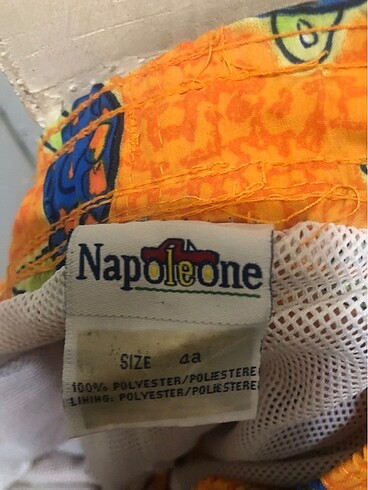 Napoleone
SIZE 4a
100% POLYESTER/POLIESTERE
LINING: POLYESTER/POLIESTERE